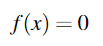 f(x) = 0